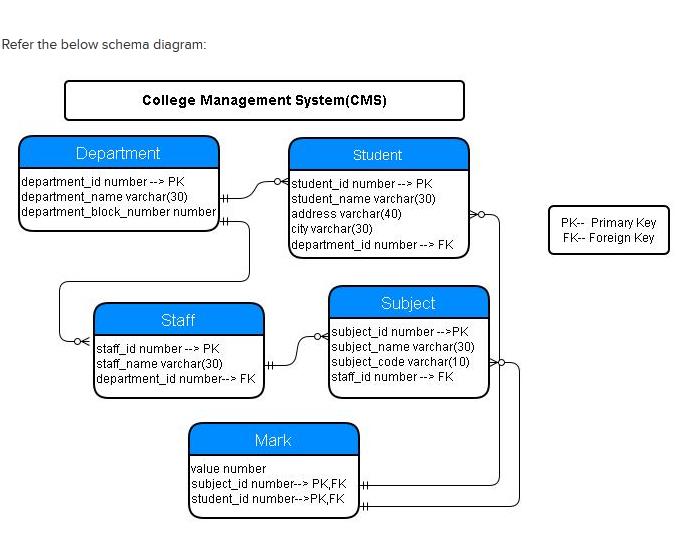 Refer the below schema diagram:
College Management System(CMS)
Department
department_id number --> PK
department_name varchar(30)
department_block_number number
Student
student_id number --> PK
student_name varchar(30)
address varchar(40)
city varchar(30)
department_id number --> FK
PK-- Primary Key
FK-- Foreign Key
Staff
staff_id number --> PK
staff_name varchar(30)
department_id number--> FK
Subject
subject_id number -->PK
subject_name varchar(30)
subject_code varchar(10)
staff_id number --> FK
Mark
value number
subject_id number--> PK,FK
student_id number-->PK,FK